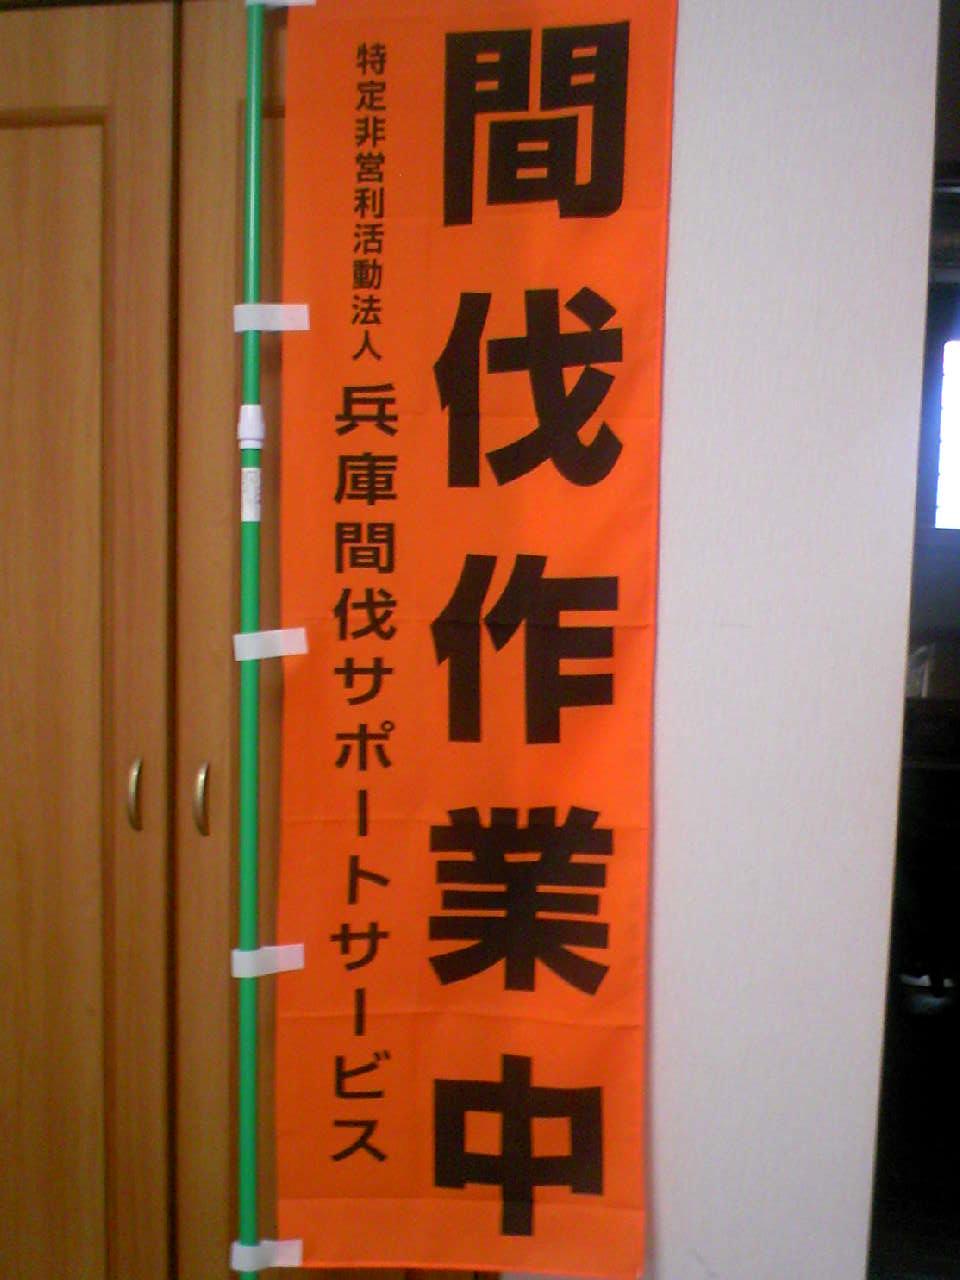 間伐作業中
特定非営利活動法人 兵庫間伐サポートサービス